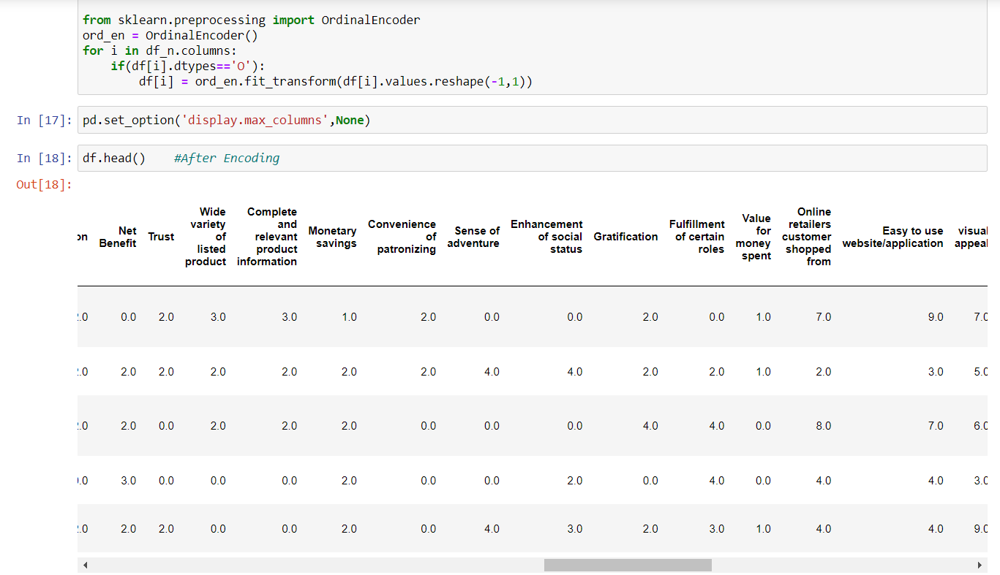 from sklearn.preprocessing import OrdinalEncoder
ord_en = OrdinalEncoder()
for i in df_n.columns:
    if(df[i].dtypes=='O'):
        df[i] = ord_en.fit_transform(df[i].values.reshape(-1,1))
In [17]: pd.set_option('display.max_columns',None)
In [18]: df.head()    #After Encoding
Out[18]:
on
Net
Benefit
Trust
Wide
variety
of
listed
product
Complete
and
relevant
product
information
Monetary
savings
Convenience
of
patronizing
Sense of
adventure
Enhancement
of social
status
Gratification
Fulfillment
of certain
roles
Value
for
money
spent
Online
retailers
customer
shopped
from
Easy to use
website/application
visual
appeal
.0 0.0 2.0 3.0 3.0 1.0 2.0 0.0 0.0 2.0 0.0 1.0 7.0 9.0 7.0
.0 2.0 2.0 2.0 2.0 2.0 2.0 4.0 4.0 2.0 2.0 1.0 2.0 3.0 5.0
.0 2.0 0.0 2.0 2.0 2.0 0.0 0.0 0.0 4.0 4.0 0.0 8.0 7.0 6.0
.0 3.0 0.0 0.0 0.0 2.0 0.0 0.0 2.0 0.0 4.0 0.0 4.0 4.0 3.0
.0 2.0 2.0 0.0 0.0 2.0 0.0 4.0 3.0 2.0 3.0 1.0 4.0 4.0 9.0